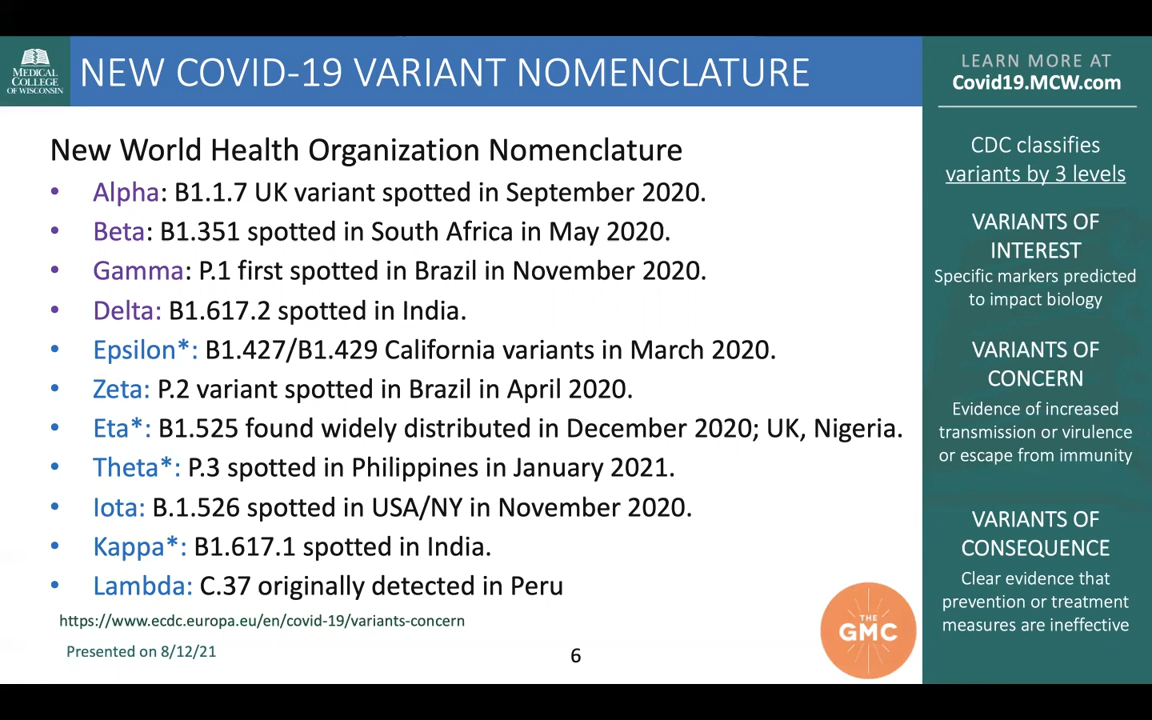 MEDICAL
COLLEGE
OF WISCONSIN
NEW COVID-19 VARIANT NOMENCLATURE
New World Health Organization Nomenclature
• Alpha: B1.1.7 UK variant spotted in September 2020.
• Beta: B1.351 spotted in South Africa in May 2020.
• Gamma: P.1 first spotted in Brazil in November 2020.
• Delta: B1.617.2 spotted in India.
• Epsilon*: B1.427/B1.429 California variants in March 2020.
• Zeta: P.2 variant spotted in Brazil in April 2020.
• Eta*: B1.525 found widely distributed in December 2020; UK, Nigeria.
• Theta*: P.3 spotted in Philippines in January 2021.
• Iota: B.1.526 spotted in USA/NY in November 2020.
• Kappa*: B1.617.1 spotted in India.
• Lambda: C.37 originally detected in Peru
https://www.ecdc.europa.eu/en/covid-19/variants-concern
Presented on 8/12/21
6
THE
GMC
LEARN MORE AT
Covid19.MCW.com
CDC classifies
variants by 3 levels
VARIANTS OF
INTEREST
Specific markers predicted
to impact biology
VARIANTS OF
CONCERN
Evidence of increased
transmission or virulence
or escape from immunity
VARIANTS OF
CONSEQUENCE
Clear evidence that
prevention or treatment
measures are ineffective